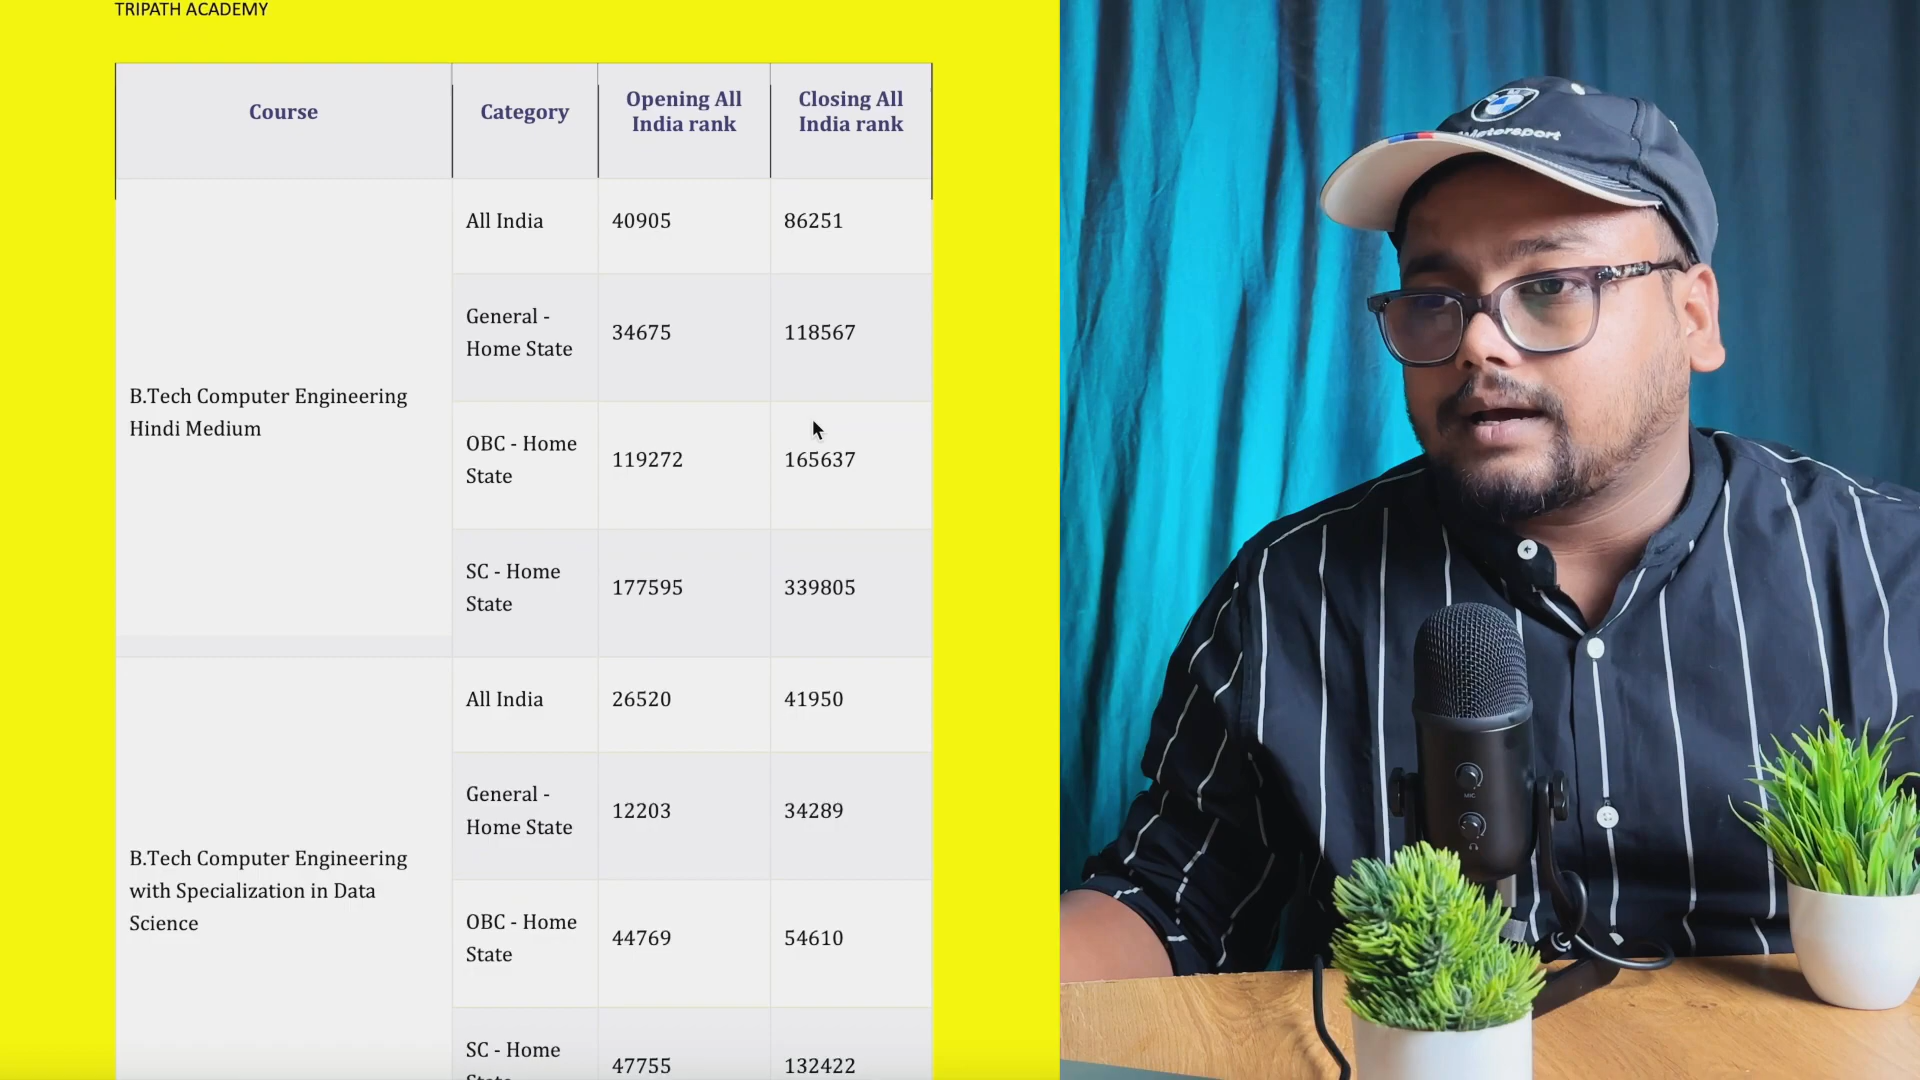 TRIPATH ACADEMY
Course
Category
Opening All
India rank
Closing All
India rank
B.Tech Computer Engineering
Hindi Medium
All India
40905
86251
General -
Home State
34675
118567
OBC - Home
State
119272
165637
SC - Home
State
177595
339805
B.Tech Computer Engineering
with Specialization in Data
Science
All India
26520
41950
General -
Home State
12203
34289
OBC - Home
State
44769
54610
SC - Home
47755
132422
Motorsport
MIC